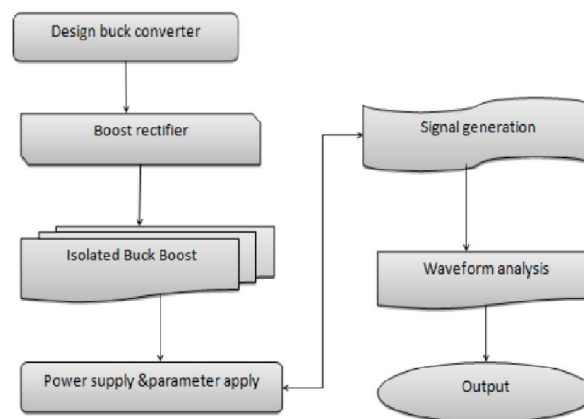 Design buck converter
Boost rectifier
Isolated Buck Boost
Power supply &parameter apply
Signal generation
Waveform analysis
Output